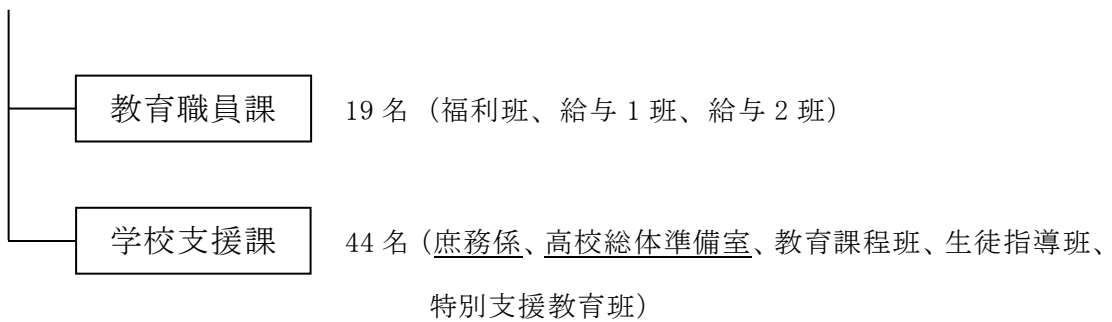 教育職員課 19名（福利班、給与1班、給与2班）
学校支援課 44名（庶務係、高校総体準備室、教育課程班、生徒指導班、
特別支援教育班）